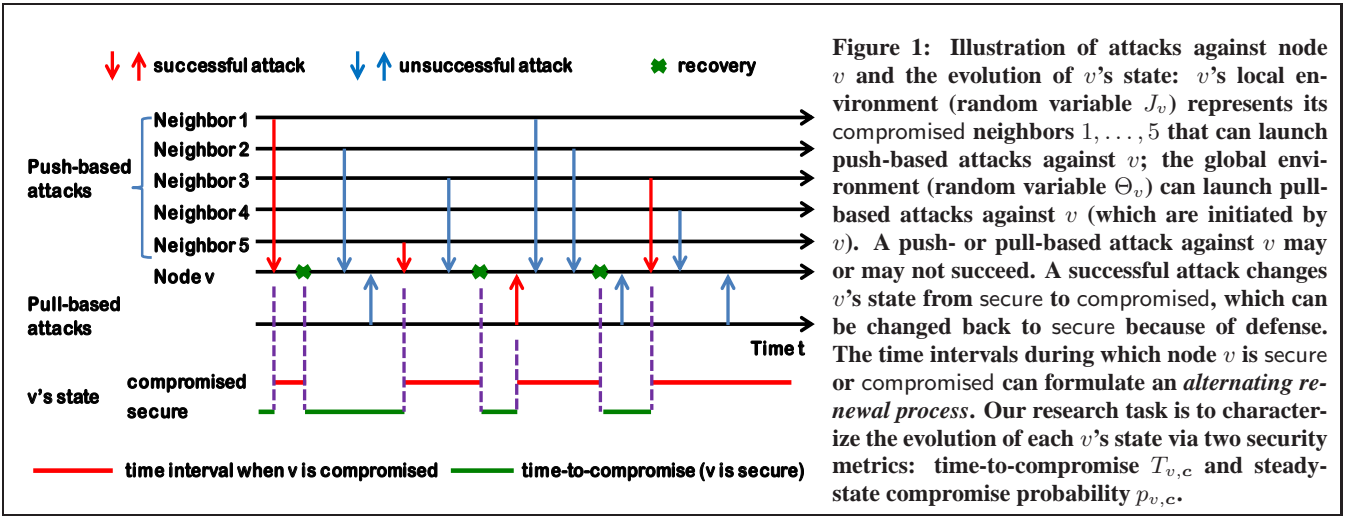 successful attack
unsuccessful attack
recovery
Neighbor 1
Neighbor 2
Push-based
attacks
Neighbor 3
Neighbor 4
Neighbor 5
Node v
Pull-based
attacks
Time t
v's state
compromised
secure
time interval when v is compromised
time-to-compromise (v is secure)
Figure 1: Illustration of attacks against node
v and the evolution of v's state: v's local en-
vironment (random variable J_v) represents its
compromised neighbors 1, . . . , 5 that can launch
push-based attacks against v; the global envi-
ronment (random variable Θ_v) can launch pull-
based attacks against v (which are initiated by
v). A push- or pull-based attack against v may
or may not succeed. A successful attack changes
v's state from secure to compromised, which can
be changed back to secure because of defense.
The time intervals during which node v is secure
or compromised can formulate an alternating re-
newal process. Our research task is to character-
ize the evolution of each v's state via two security
metrics: time-to-compromise T_{v,c} and steady-
state compromise probability p_{v,c}.